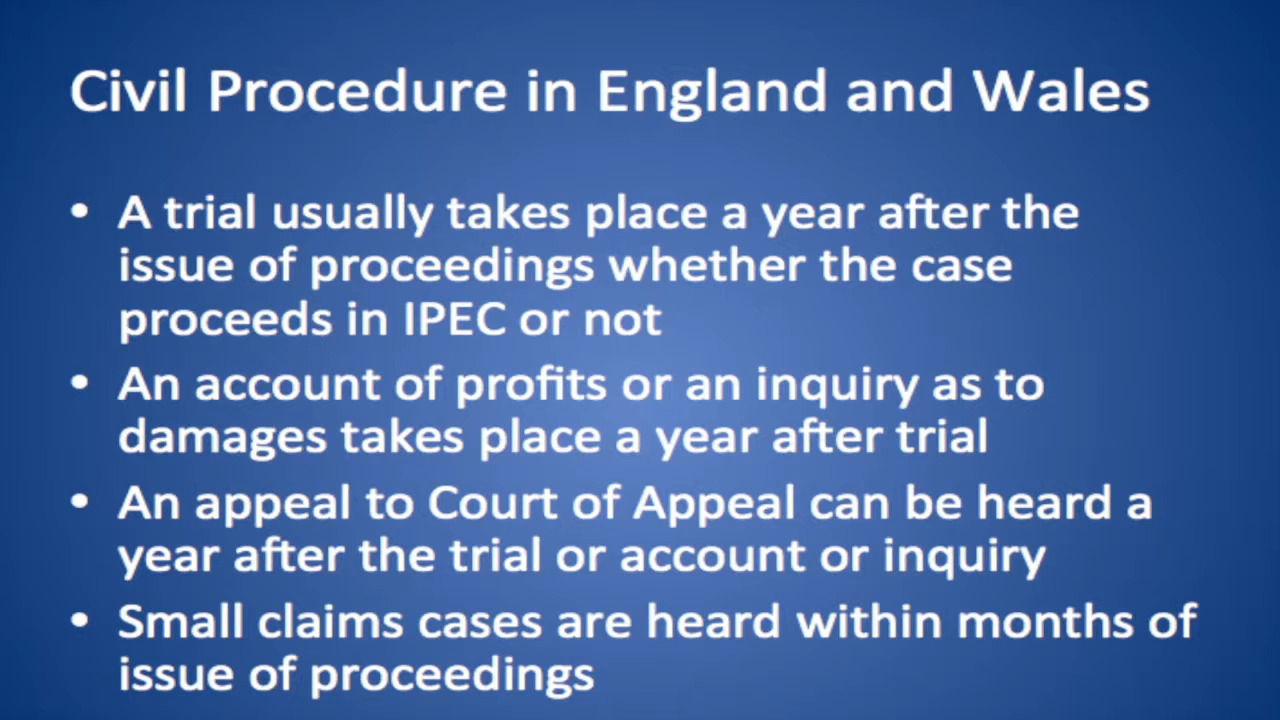 Civil Procedure in England and Wales
• A trial usually takes place a year after the
issue of proceedings whether the case
proceeds in IPEC or not
• An account of profits or an inquiry as to
damages takes place a year after trial
• An appeal to Court of Appeal can be heard a
year after the trial or account or inquiry
• Small claims cases are heard within months of
issue of proceedings